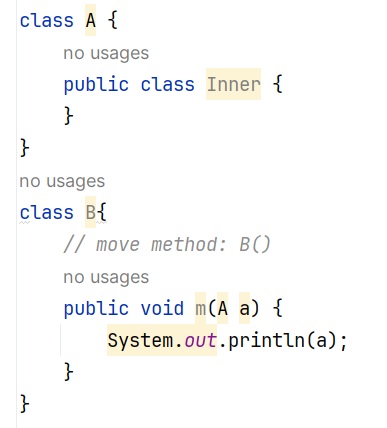 class A {
no usages
public class Inner {
}
}
no usages
class B{
// move method: B()
no usages
public void m(A a) {
System.out.println(a);
}
}